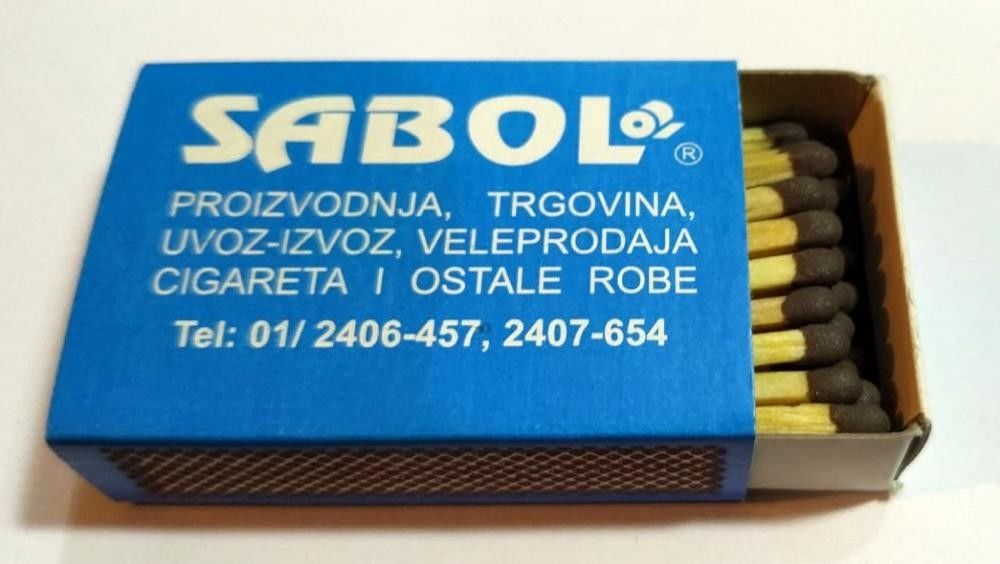 SABOL ®
PROIZVODNJA, TRGOVINA,
UVOZ-IZVOZ, VELEPRODAJA
CIGARETA I OSTALE ROBE
Tel: 01/ 2406-457, 2407-654